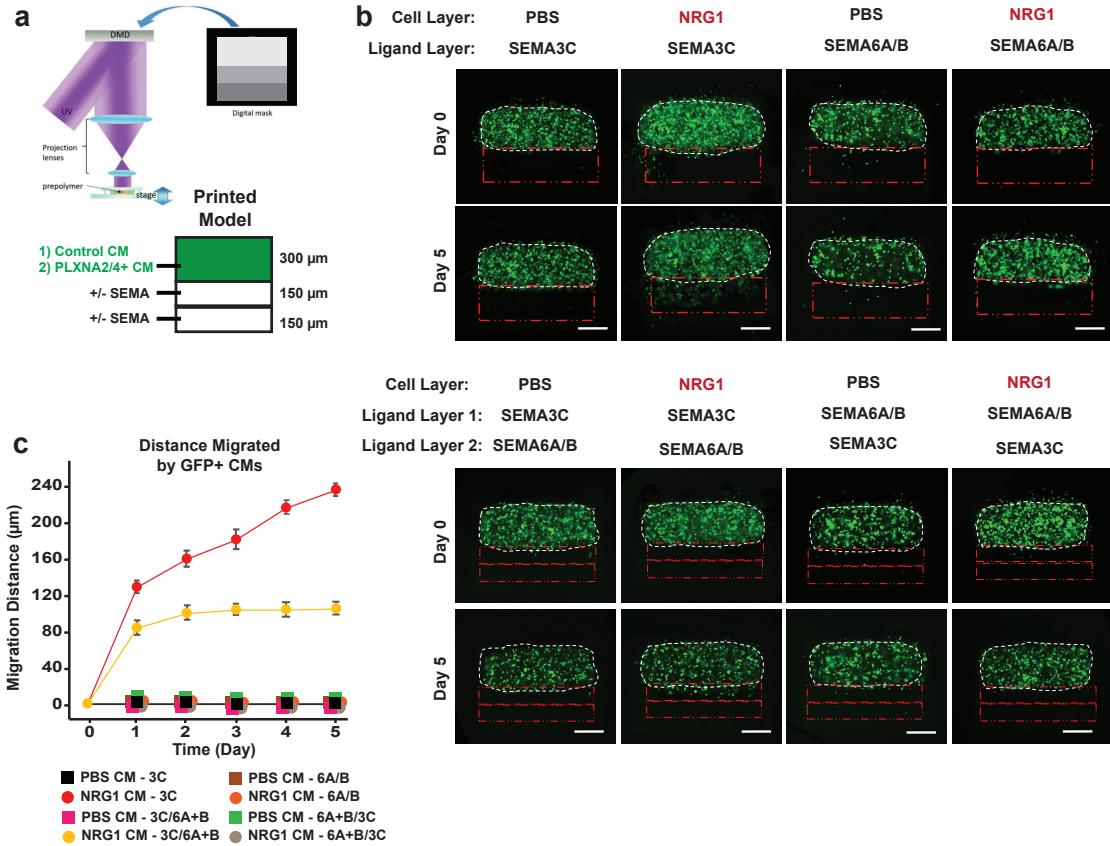 a
DMD
UV
Digital mask
Projection
lenses
prepolymer
stage
Printed
Model
1) Control CM
2) PLXNA2/4+ CM
300 µm
+/- SEMA
150 µm
+/- SEMA
150 µm
b
Cell Layer: PBS NRG1 PBS NRG1
Ligand Layer: SEMA3C SEMA3C SEMA6A/B SEMA6A/B
Day 0
Day 5
Cell Layer: PBS NRG1 PBS NRG1
Ligand Layer 1: SEMA3C SEMA3C SEMA6A/B SEMA6A/B
Ligand Layer 2: SEMA6A/B SEMA6A/B SEMA3C SEMA3C
Day 0
Day 5
c
Distance Migrated
by GFP+ CMs
Migration Distance (µm)
240
200
160
120
80
40
0
0 1 2 3 4 5
Time (Day)
PBS CM - 3C
NRG1 CM - 3C
PBS CM - 3C/6A+B
NRG1 CM - 3C/6A+B
PBS CM - 6A/B
NRG1 CM - 6A/B
PBS CM - 6A+B/3C
NRG1 CM - 6A+B/3C